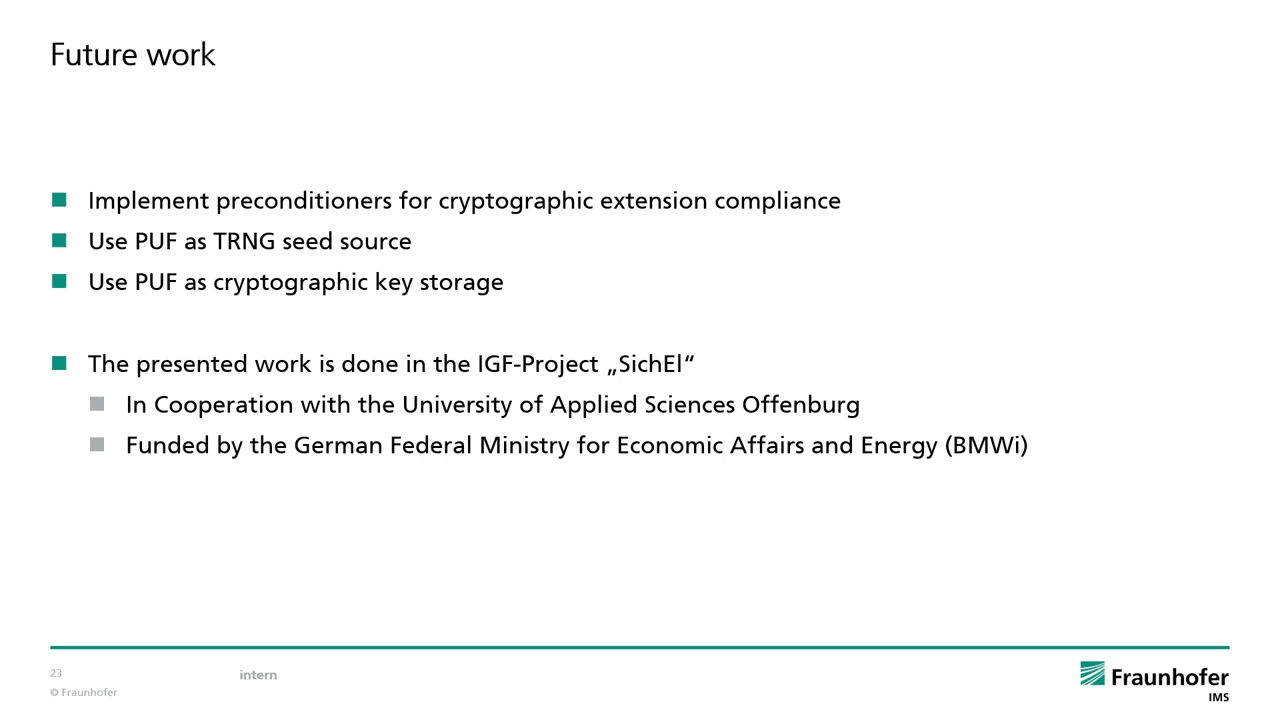 Future work
Implement preconditioners for cryptographic extension compliance
Use PUF as TRNG seed source
Use PUF as cryptographic key storage
The presented work is done in the IGF-Project „SichEl“
In Cooperation with the University of Applied Sciences Offenburg
Funded by the German Federal Ministry for Economic Affairs and Energy (BMWi)
23
intern
© Fraunhofer
Fraunhofer
IMS